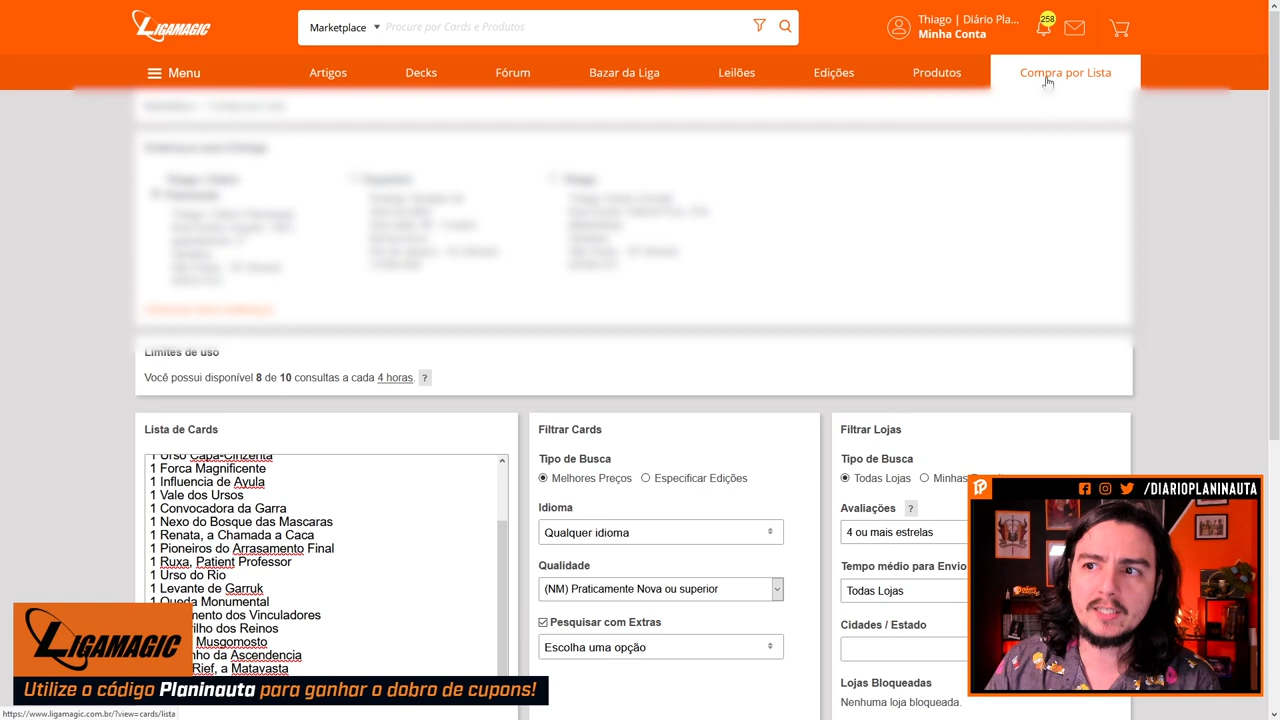 LIGAMAGIC
Marketplace
Procure por Cards e Produtos
Thiago | Diário Pla...
Minha Conta
258
Menu
Artigos
Decks
Fórum
Bazar da Liga
Leilões
Edições
Produtos
Compra por Lista
Limites de uso
Você possui disponível 8 de 10 consultas a cada 4 horas. ?
Lista de Cards
1 Urso Capa-Cinzenta
1 Forca Magnificente
1 Influencia de Ayula
1 Vale dos Ursos
1 Convocadora da Garra
1 Nexo do Bosque das Mascaras
1 Renata, a Chamada a Caca
1 Pioneiros do Arrasamento Final
1 Ruxa, Patient Professor
1 Urso do Rio
1 Levante de Garruk
1 Queda Monumental
mento dos Vinculadores
ilho dos Reinos
Musgomosto
nho da Ascendencia
Rief, a Matavasta
Filtrar Cards
Tipo de Busca
Melhores Preços
Especificar Edições
Idioma
Qualquer idioma
Qualidade
(NM) Praticamente Nova ou superior
Pesquisar com Extras
Escolha uma opção
Filtrar Lojas
Tipo de Busca
Todas Lojas
Minhas
Avaliações ?
4 ou mais estrelas
Tempo médio para Envio
Todas Lojas
Cidades / Estado
Lojas Bloqueadas
Nenhuma loja bloqueada.
/DIARIOPLANINAUTA
LIGAMAGIC
Utilize o código Planinauta para ganhar o dobro de cupons!
https://www.ligamagic.com.br/?view=cards/lista